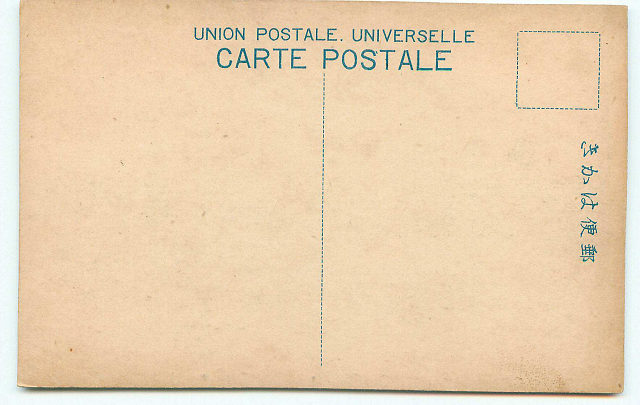 UNION POSTALE. UNIVERSELLE
CARTE POSTALE
郵便はかき